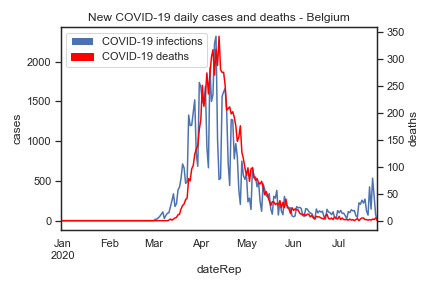 New COVID-19 daily cases and deaths - Belgium
COVID-19 infections
COVID-19 deaths
cases
2000
1500
1000
500
0
deaths
350
300
250
200
150
100
50
0
Jan Feb Mar Apr May Jun Jul
2020
dateRep